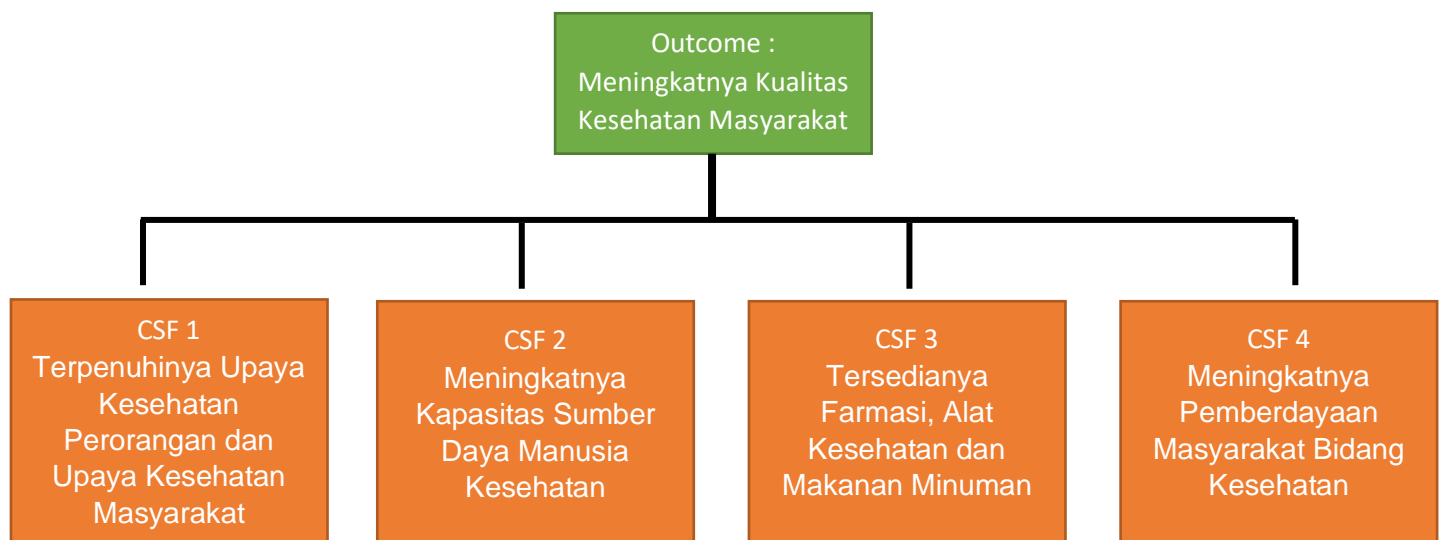 Outcome :
Meningkatnya Kualitas
Kesehatan Masyarakat
CSF 1
Terpenuhinya Upaya
Kesehatan
Perorangan dan
Upaya Kesehatan
Masyarakat
CSF 2
Meningkatnya
Kapasitas Sumber
Daya Manusia
Kesehatan
CSF 3
Tersedianya
Farmasi, Alat
Kesehatan dan
Makanan Minuman
CSF 4
Meningkatnya
Pemberdayaan
Masyarakat Bidang
Kesehatan